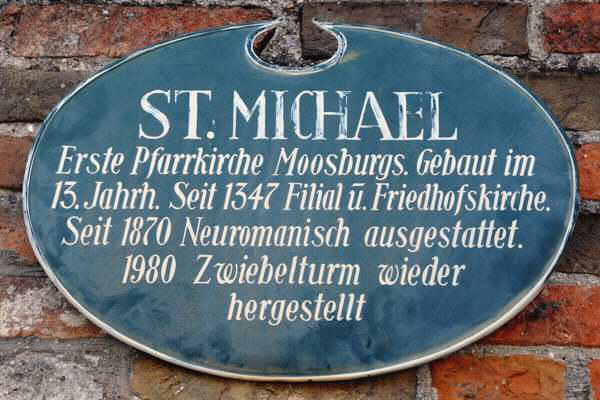 ST. MICHAEL
Erste Pfarrkirche Moosburgs. Gebaut im
13. Jahrh. Seit 1347 Filial ū. Friedhofskirche.
Seit 1870 Neuromanisch ausgestattet.
1980 Zwiebelturm wieder
hergestellt